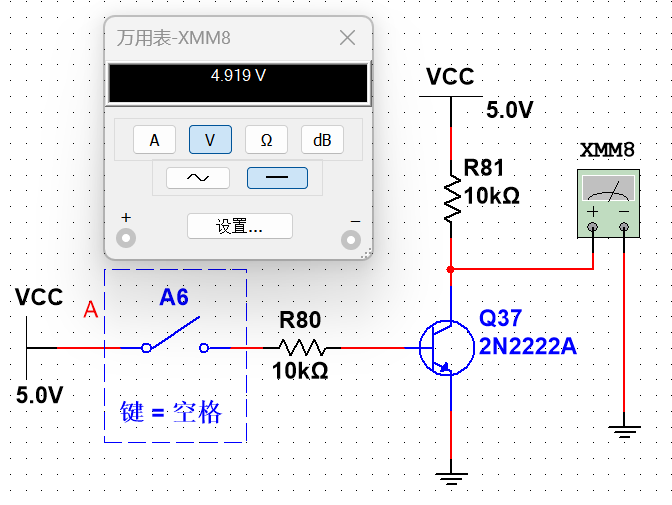 万用表-XMM8
4.919 V
A
V
Ω
dB
+
设置...
–
VCC
5.0V
R81
10kΩ
XMM8
+ –
VCC
5.0V
A
A6
键 = 空格
R80
10kΩ
Q37
2N2222A